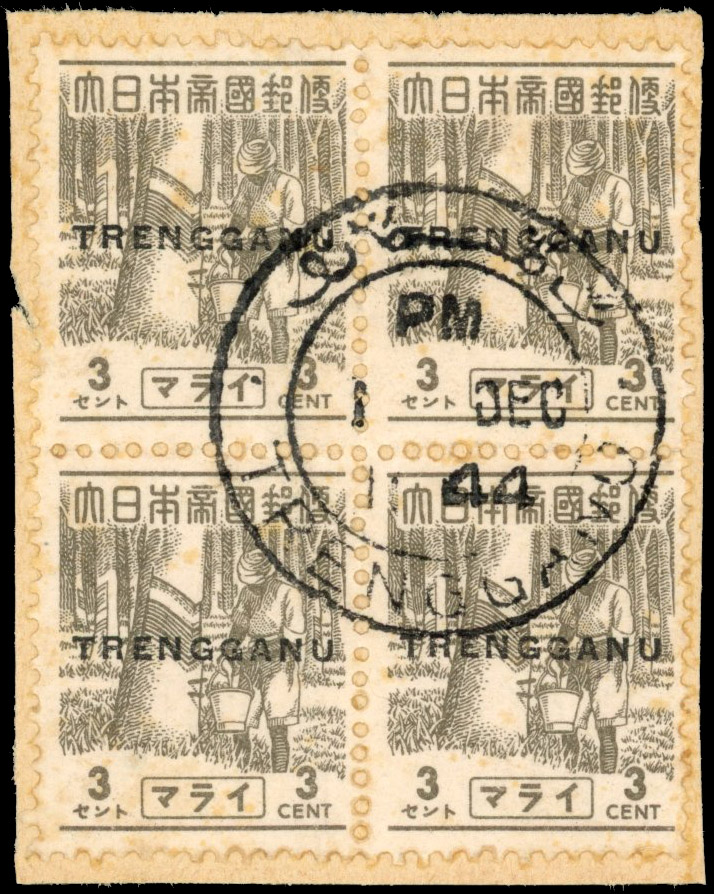 大日本帝國郵便 大日本帝國郵便
TRENGGANU TRENGGANU
PM
3 マライ 3 3 マライ 3
セント CENT セント CENT
1 DEC
44
TRENGGANU
大日本帝國郵便 大日本帝國郵便
TRENGGANU TRENGGANU
3 マライ 3 3 マライ 3
セント CENT セント CENT